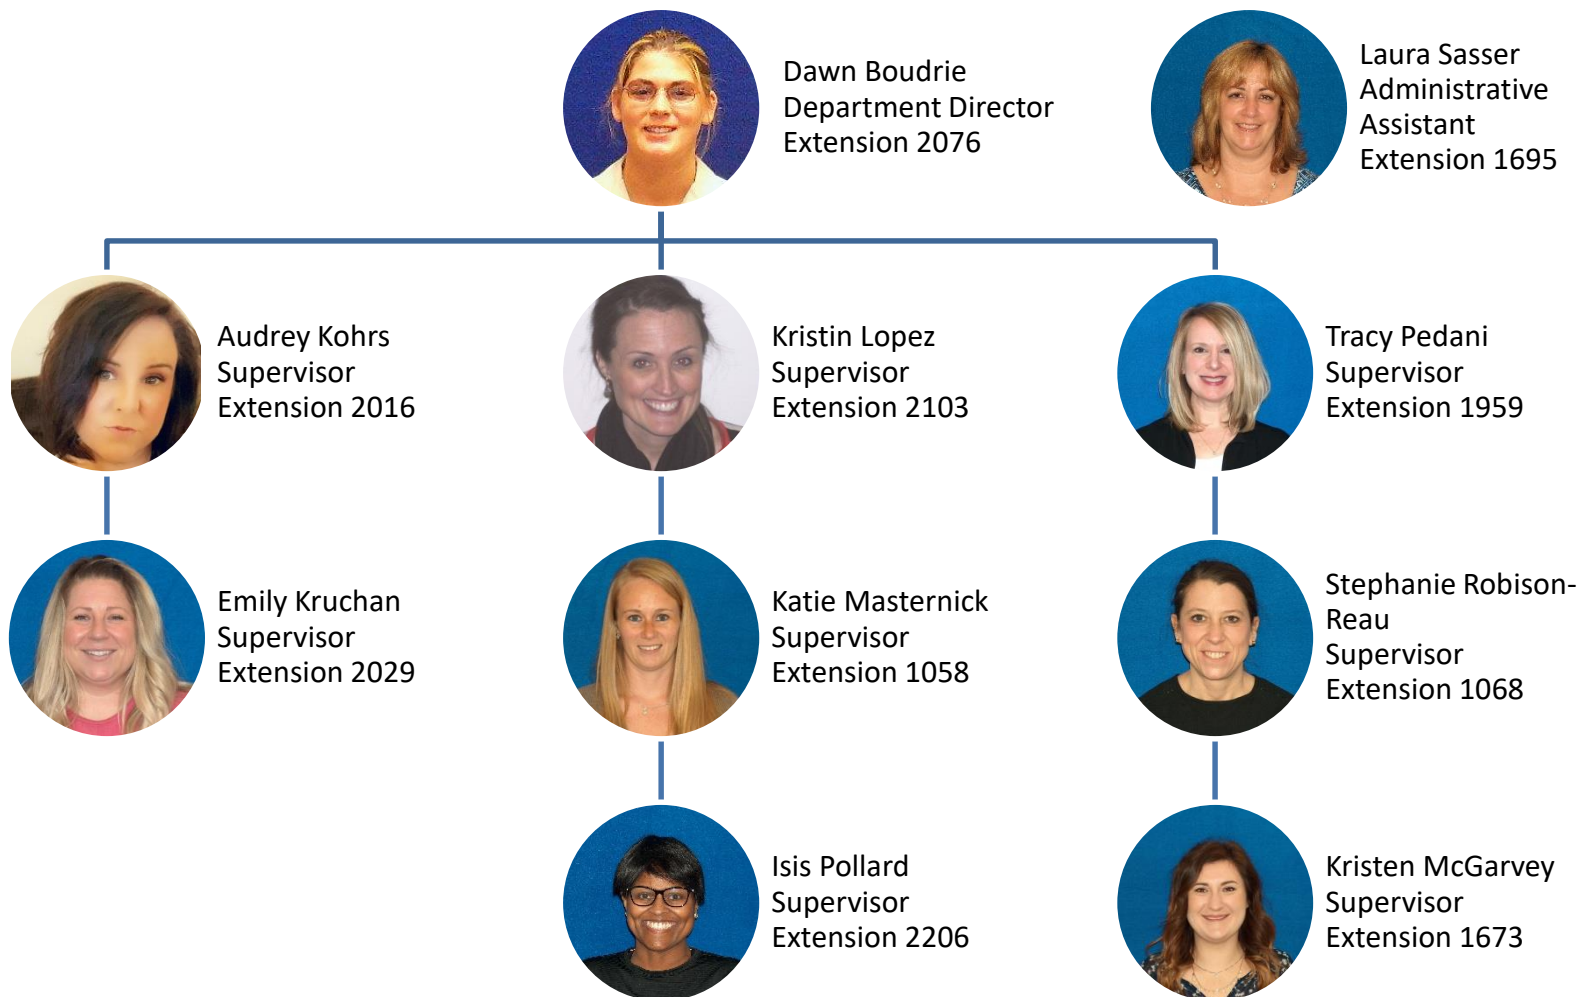 Dawn Boudrie
Department Director
Extension 2076
Laura Sasser
Administrative
Assistant
Extension 1695
Audrey Kohrs
Supervisor
Extension 2016
Kristin Lopez
Supervisor
Extension 2103
Tracy Pedani
Supervisor
Extension 1959
Emily Kruchan
Supervisor
Extension 2029
Katie Masternick
Supervisor
Extension 1058
Stephanie Robison-
Reau
Supervisor
Extension 1068
Isis Pollard
Supervisor
Extension 2206
Kristen McGarvey
Supervisor
Extension 1673